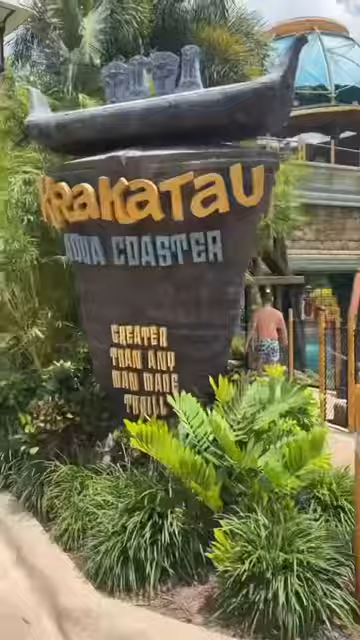 KRAKATAU
AQUA COASTER
GREATER
THAN ANY
MAN MADE
THRILL